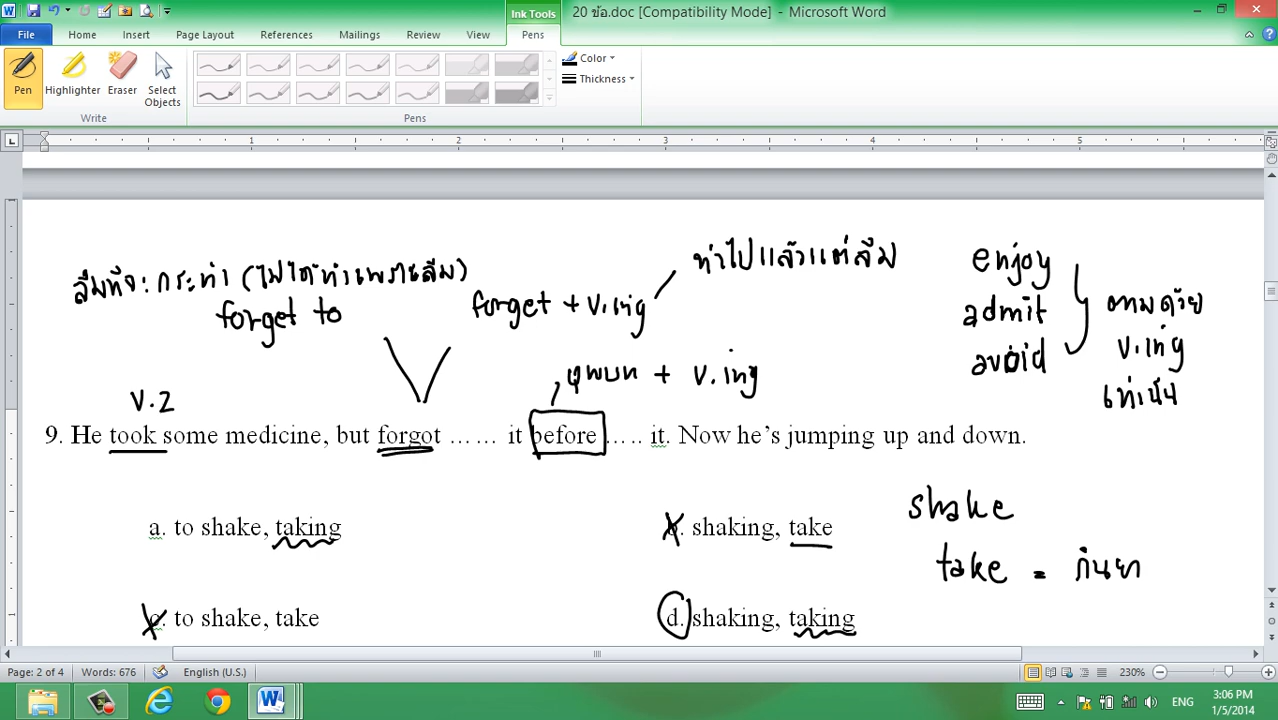 Ink Tools
20 ข้อ.doc [Compatibility Mode] - Microsoft Word
File Home Insert Page Layout References Mailings Review View Pens
Pen Highlighter Eraser Select Objects
Color
Thickness
Write Pens
1 2 3 4 5
ลืมที่จะกระทำ (ไม่ได้ทำเพราะลืม)
forget to
forget + v.ing
ทำไปแล้วแต่ลืม
enjoy
admit
avoid
ตามด้วย
v.ing
เท่านั้น
บุพบท + v.ing
v.2
9. He took some medicine, but forgot …… it before ….. it. Now he’s jumping up and down.
a. to shake, taking
b. shaking, take
shake
take = กินยา
c. to shake, take
d. shaking, taking
Page: 2 of 4 Words: 676 English (U.S.) 230%
ENG
3:06 PM
1/5/2014